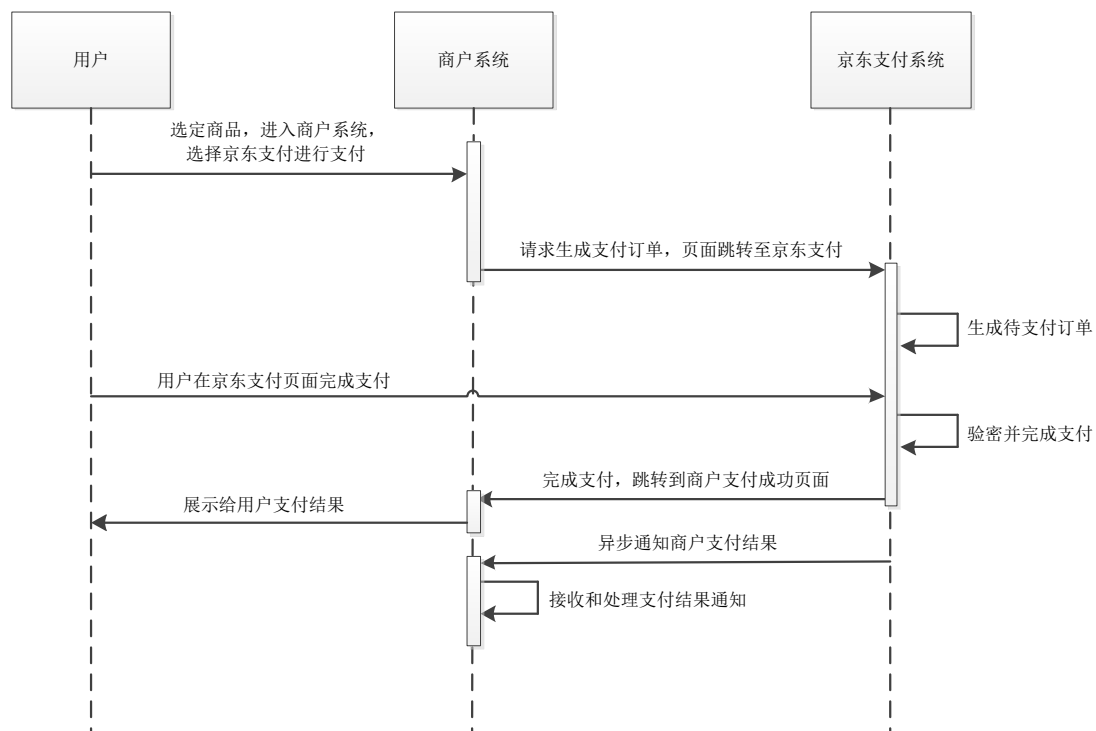 用户
商户系统
京东支付系统
选定商品，进入商户系统，
选择京东支付进行支付
请求生成支付订单，页面跳转至京东支付
生成待支付订单
用户在京东支付页面完成支付
验密并完成支付
完成支付，跳转到商户支付成功页面
展示给用户支付结果
异步通知商户支付结果
接收和处理支付结果通知